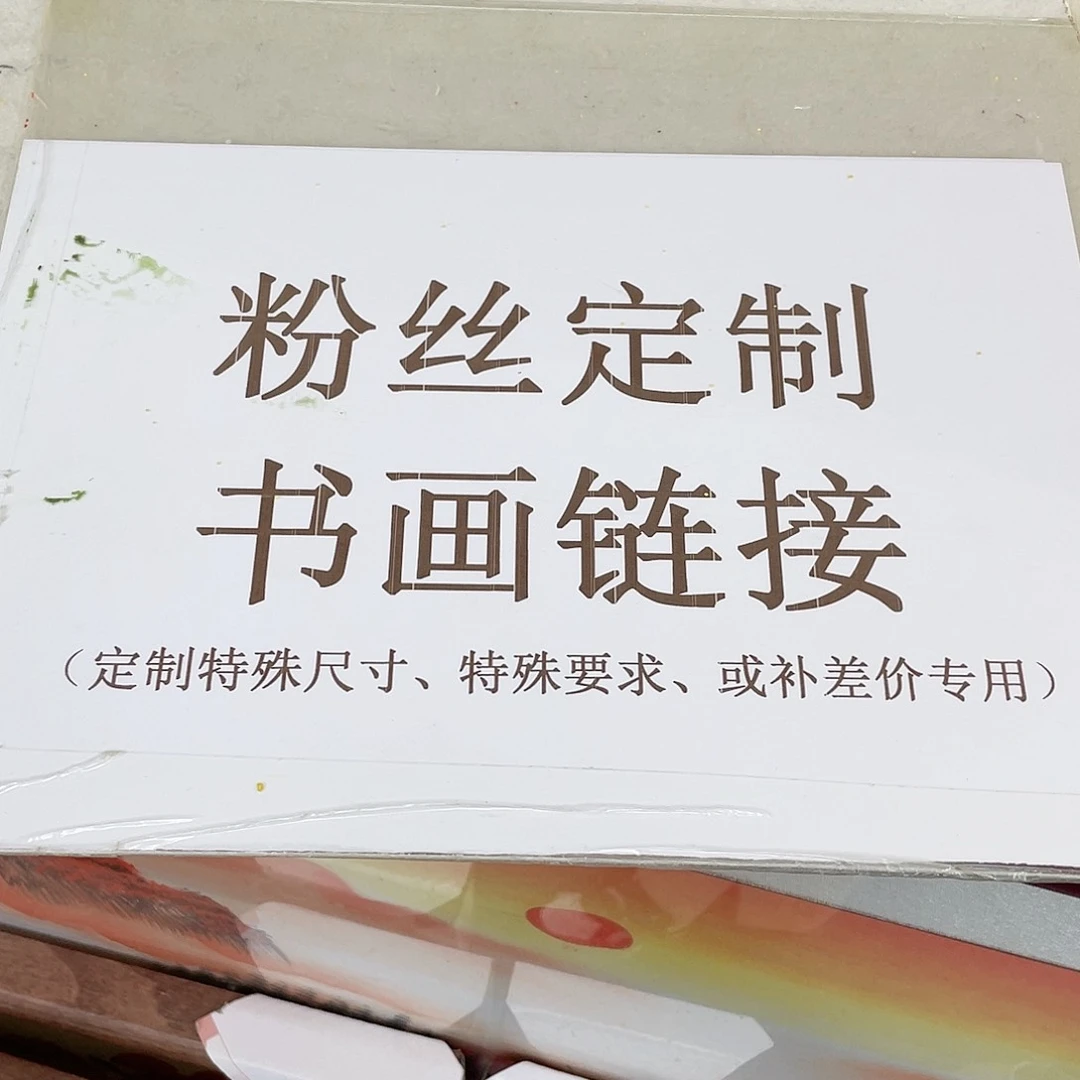 粉丝定制
书画链接
（定制特殊尺寸、特殊要求、或补差价专用）